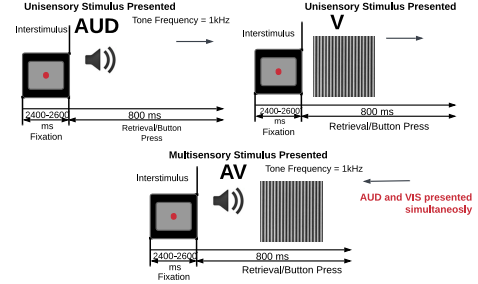 Unisensory Stimulus Presented
AUD
Tone Frequency = 1kHz
Interstimulus
2400-2600
ms
Fixation
800 ms
Retrieval/Button
Press
Unisensory Stimulus Presented
V
Interstimulus
2400-2600
ms
Fixation
800 ms
Retrieval/Button Press
Multisensory Stimulus Presented
AV
Tone Frequency = 1kHz
Interstimulus
AUD and VIS presented
simultaneosly
2400-2600
ms
Fixation
800 ms
Retrieval/Button Press